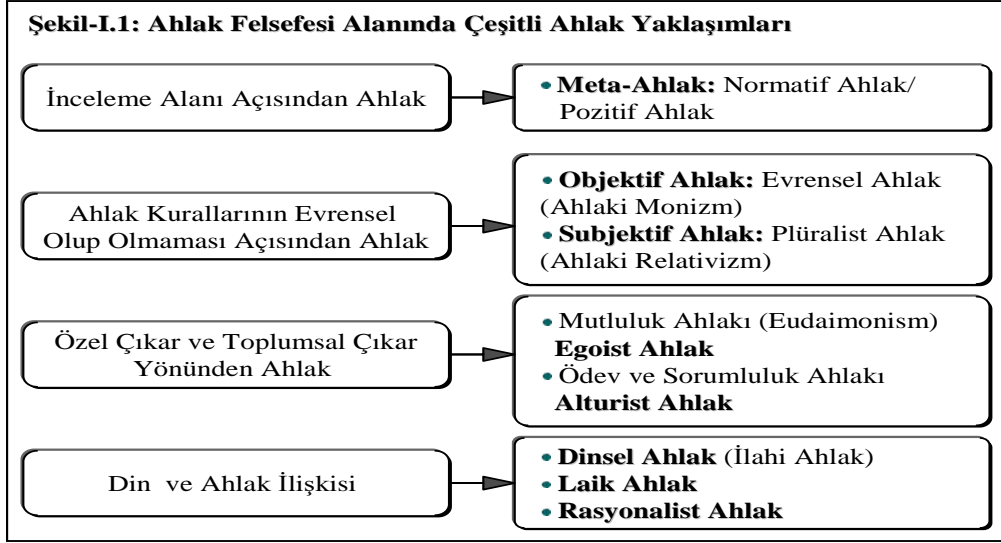 Şekil-I.1: Ahlak Felsefesi Alanında Çeşitli Ahlak Yaklaşımları
İnceleme Alanı Açısından Ahlak
• Meta-Ahlak: Normatif Ahlak/
Pozitif Ahlak
Ahlak Kurallarının Evrensel
Olup Olmaması Açısından Ahlak
• Objektif Ahlak: Evrensel Ahlak
(Ahlaki Monizm)
• Subjektif Ahlak: Plüralist Ahlak
(Ahlaki Relativizm)
Özel Çıkar ve Toplumsal Çıkar
Yönünden Ahlak
• Mutluluk Ahlakı (Eudaimonism)
Egoist Ahlak
• Ödev ve Sorumluluk Ahlakı
Alturist Ahlak
Din ve Ahlak İlişkisi
• Dinsel Ahlak (İlahi Ahlak)
• Laik Ahlak
• Rasyonalist Ahlak